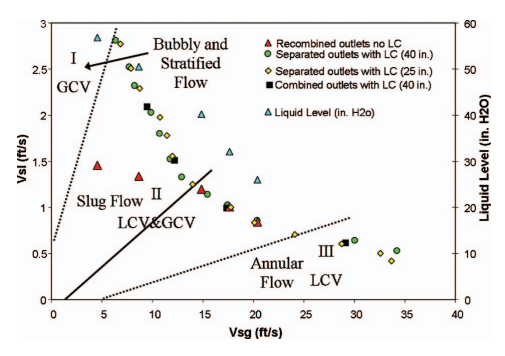 3
2.5
2
1.5
1
0.5
0
0
5
10
15
20
25
30
35
40
60
50
40
30
20
10
0
Vsl (ft/s)
Vsg (ft/s)
Liquid Level (in. H2O)
I
GCV
Bubbly and
Stratified
Flow
Recombined outlets no LC
Separated outlets with LC (40 in.)
Separated outlets with LC (25 in.)
Combined outlets with LC (40 in.)
Liquid Level (in. H2o)
Slug Flow
II
LCV&GCV
Annular
Flow
III
LCV